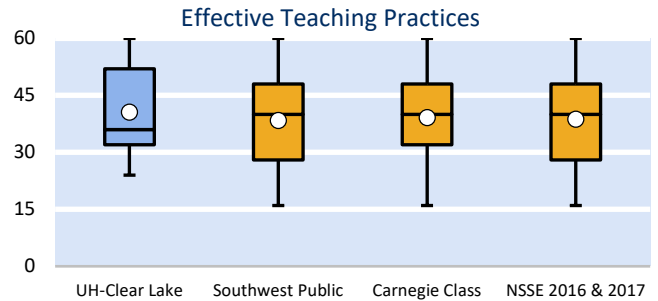 Effective Teaching Practices
60
45
30
15
0
UH-Clear Lake Southwest Public Carnegie Class NSSE 2016 & 2017